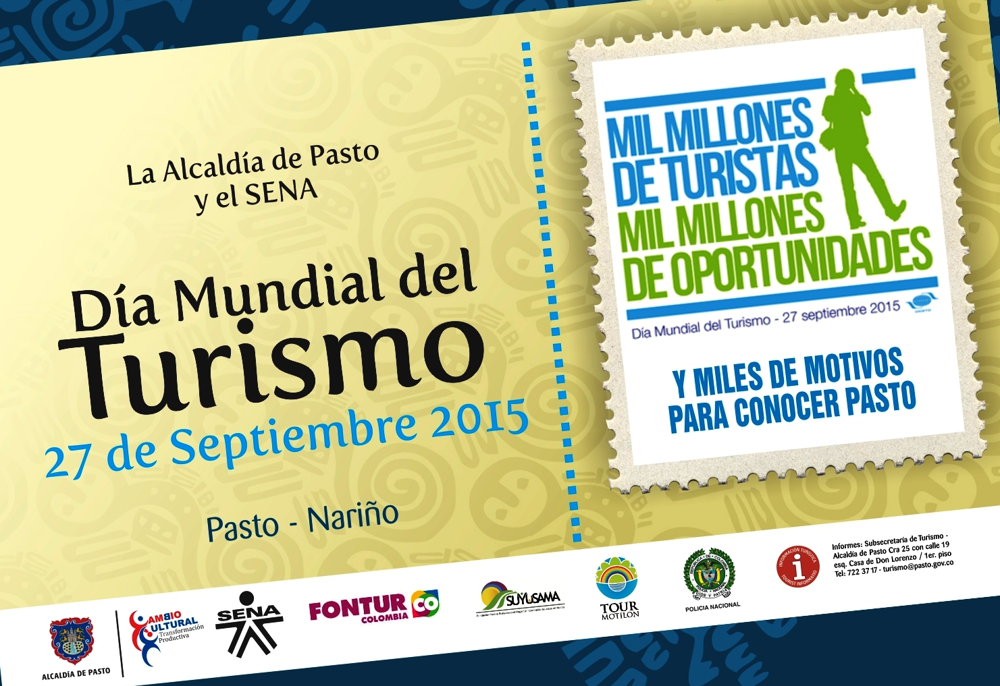 La Alcaldía de Pasto
y el SENA
Día Mundial del
Turismo
27 de Septiembre 2015
Pasto - Nariño
MIL MILLONES
DE TURISTAS
MIL MILLONES
DE OPORTUNIDADES
Día Mundial del Turismo - 27 septiembre 2015
Y MILES DE MOTIVOS
PARA CONOCER PASTO
ALCALDÍA DE PASTO
CAMBIO
CULTURAL
Transformación
Productiva
SENA
FONTUR
COLOMBIA
CO
SUYUSAMA
TOUR
MOTILON
POLICIA NACIONAL
INFORMACIÓN TURÍSTICA
i
TOURIST INFORMATION
Informes: Subsecretaría de Turismo -
Alcaldía de Pasto Cra 25 con calle 19
esq. Casa de Don Lorenzo / 1er. piso
Tel: 722 37 17 - turismo@pasto.gov.co